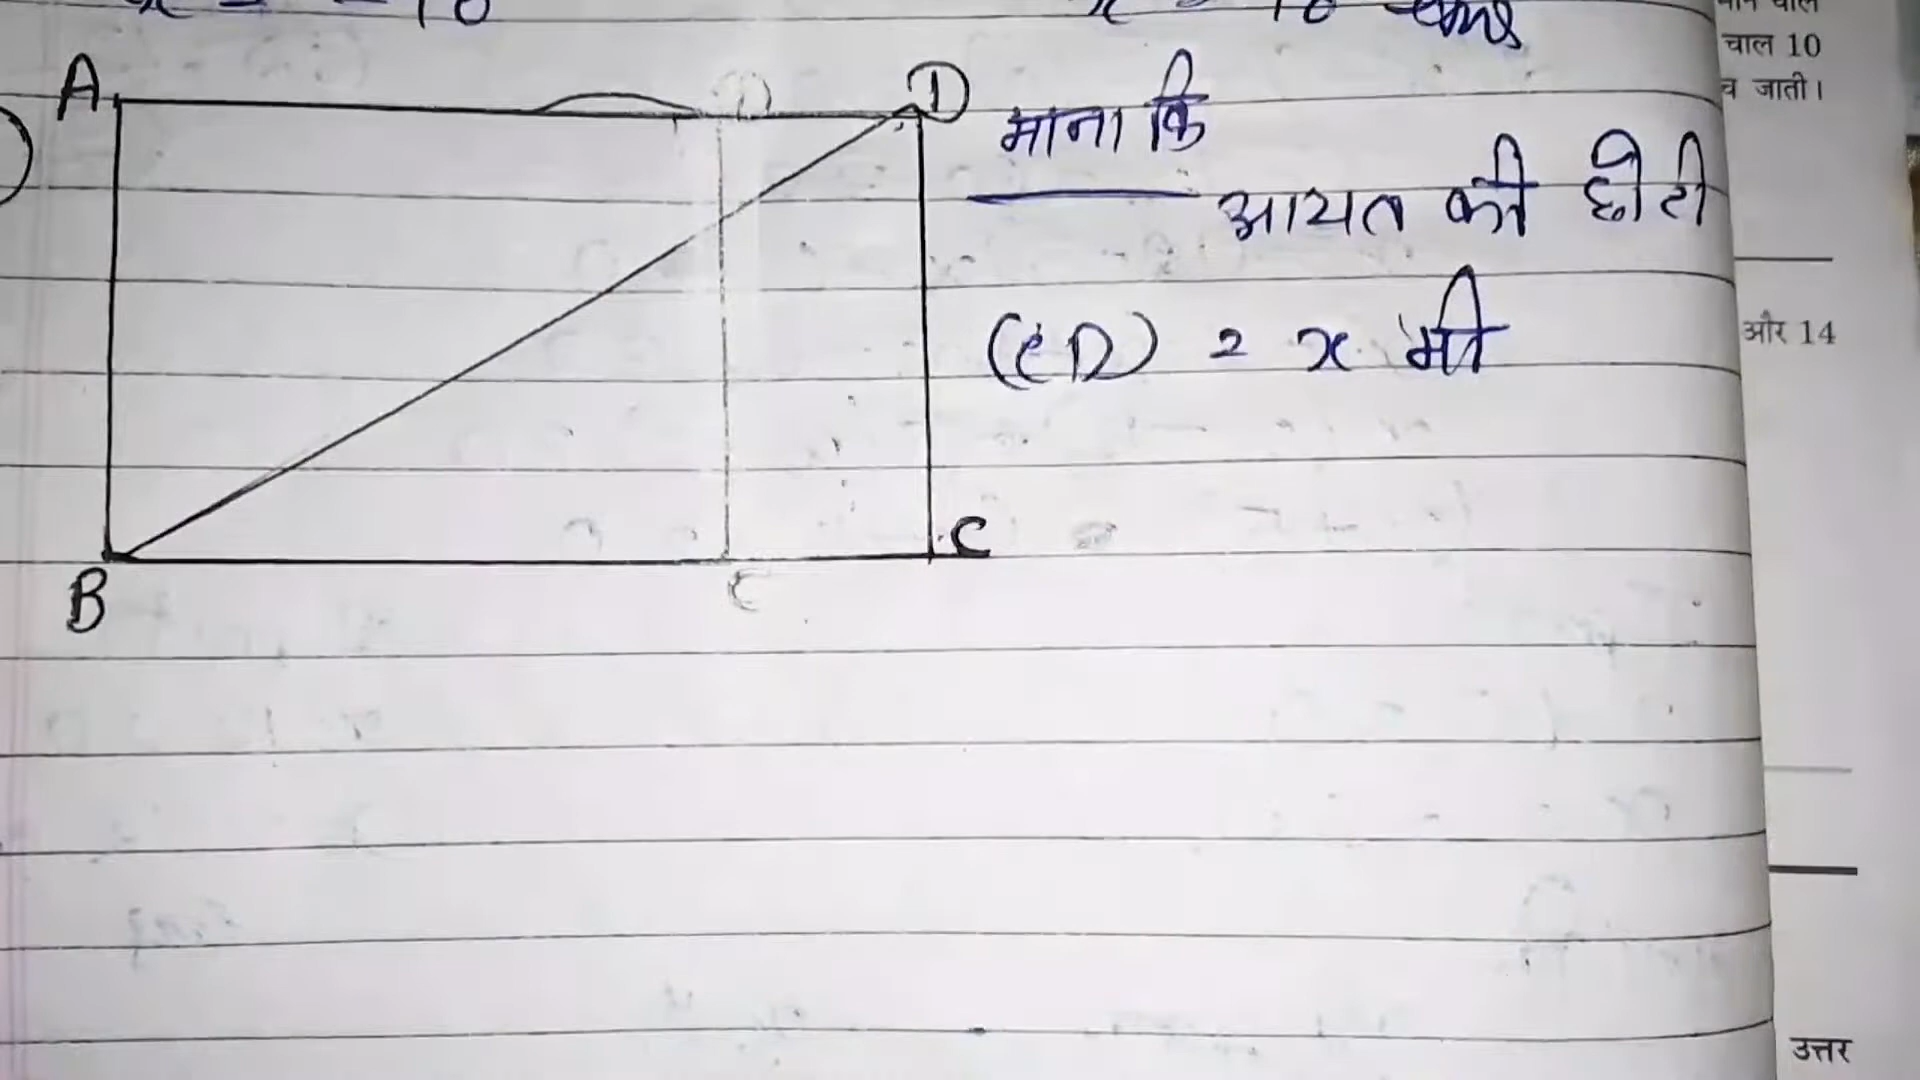 A
D
माना कि
आयत की छोटी
(CD) = x मी
C
B
C
चाल 10
च जाती।
और 14
उत्तर